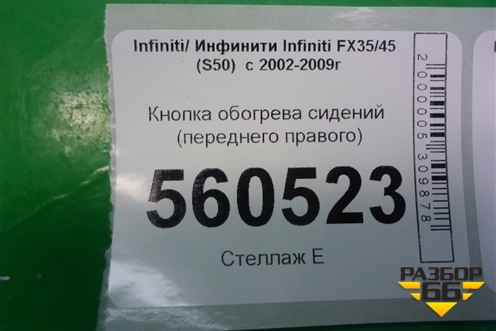 Infiniti/ Инфинити Infiniti FX35/45
(S50) с 2002-2009г
Кнопка обогрева сидений
(переднего правого)
560523
Стеллаж Е
2000005309878
РАЗБОР
66